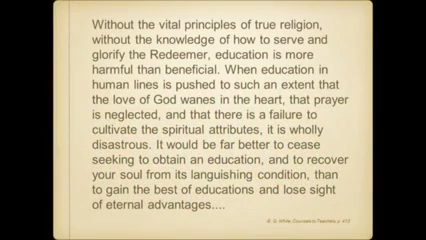 Without the vital principles of true religion,
without the knowledge of how to serve and
glorify the Redeemer, education is more
harmful than beneficial. When education in
human lines is pushed to such an extent that
the love of God wanes in the heart, that prayer
is neglected, and that there is a failure to
cultivate the spiritual attributes, it is wholly
disastrous. It would be far better to cease
seeking to obtain an education, and to recover
your soul from its languishing condition, than
to gain the best of educations and lose sight
of eternal advantages....
E. G. White, Counsels to Teachers, p. 412